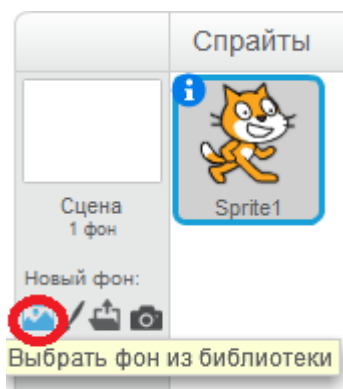 Спрайты
Сцена
1 фон
Sprite1
Новый фон:
Выбрать фон из библиотеки